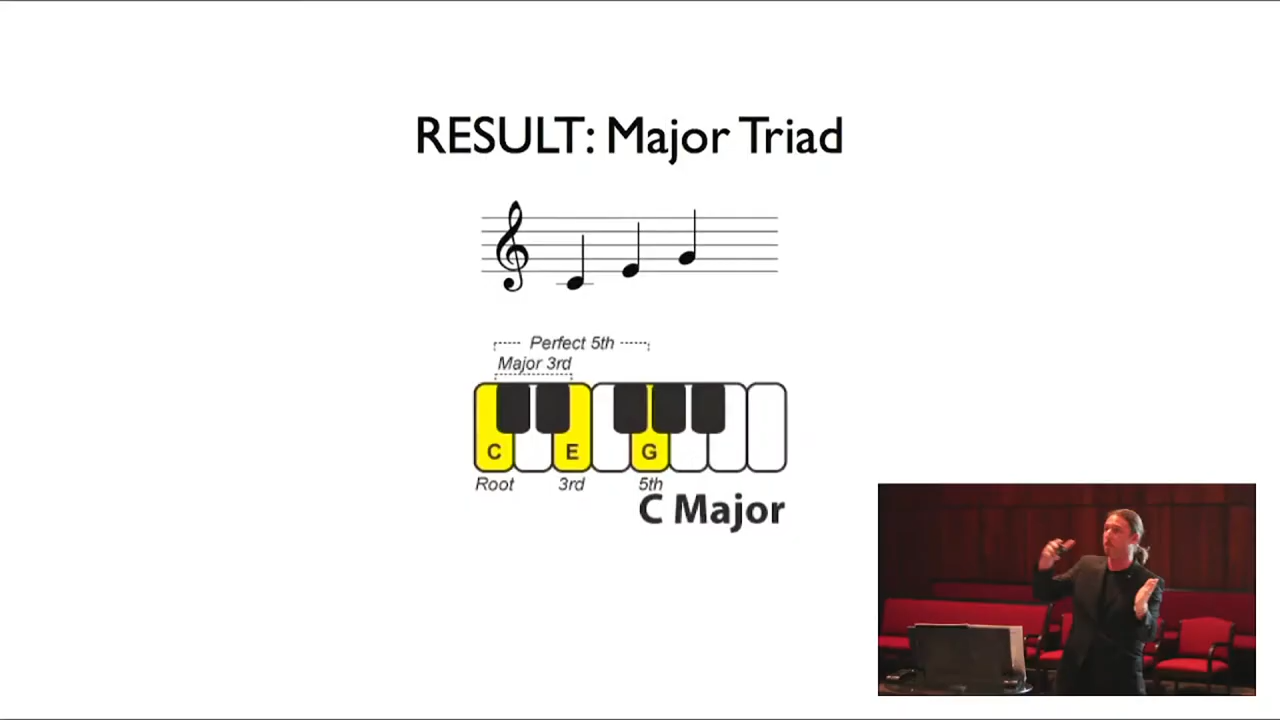 RESULT: Major Triad
Perfect 5th
Major 3rd
C E G
Root 3rd 5th
C Major